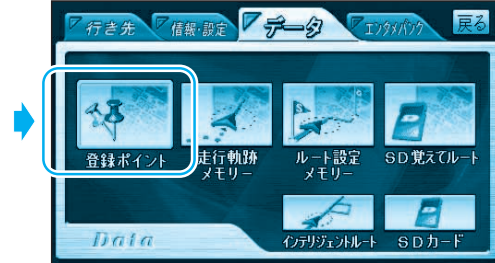 行き先 情報・設定 データ エンタメバンク 戻る
登録ポイント 走行軌跡 ルート設定 SD覚えてルート
メモリー メモリー
インテリジェントルート SDカード
Data